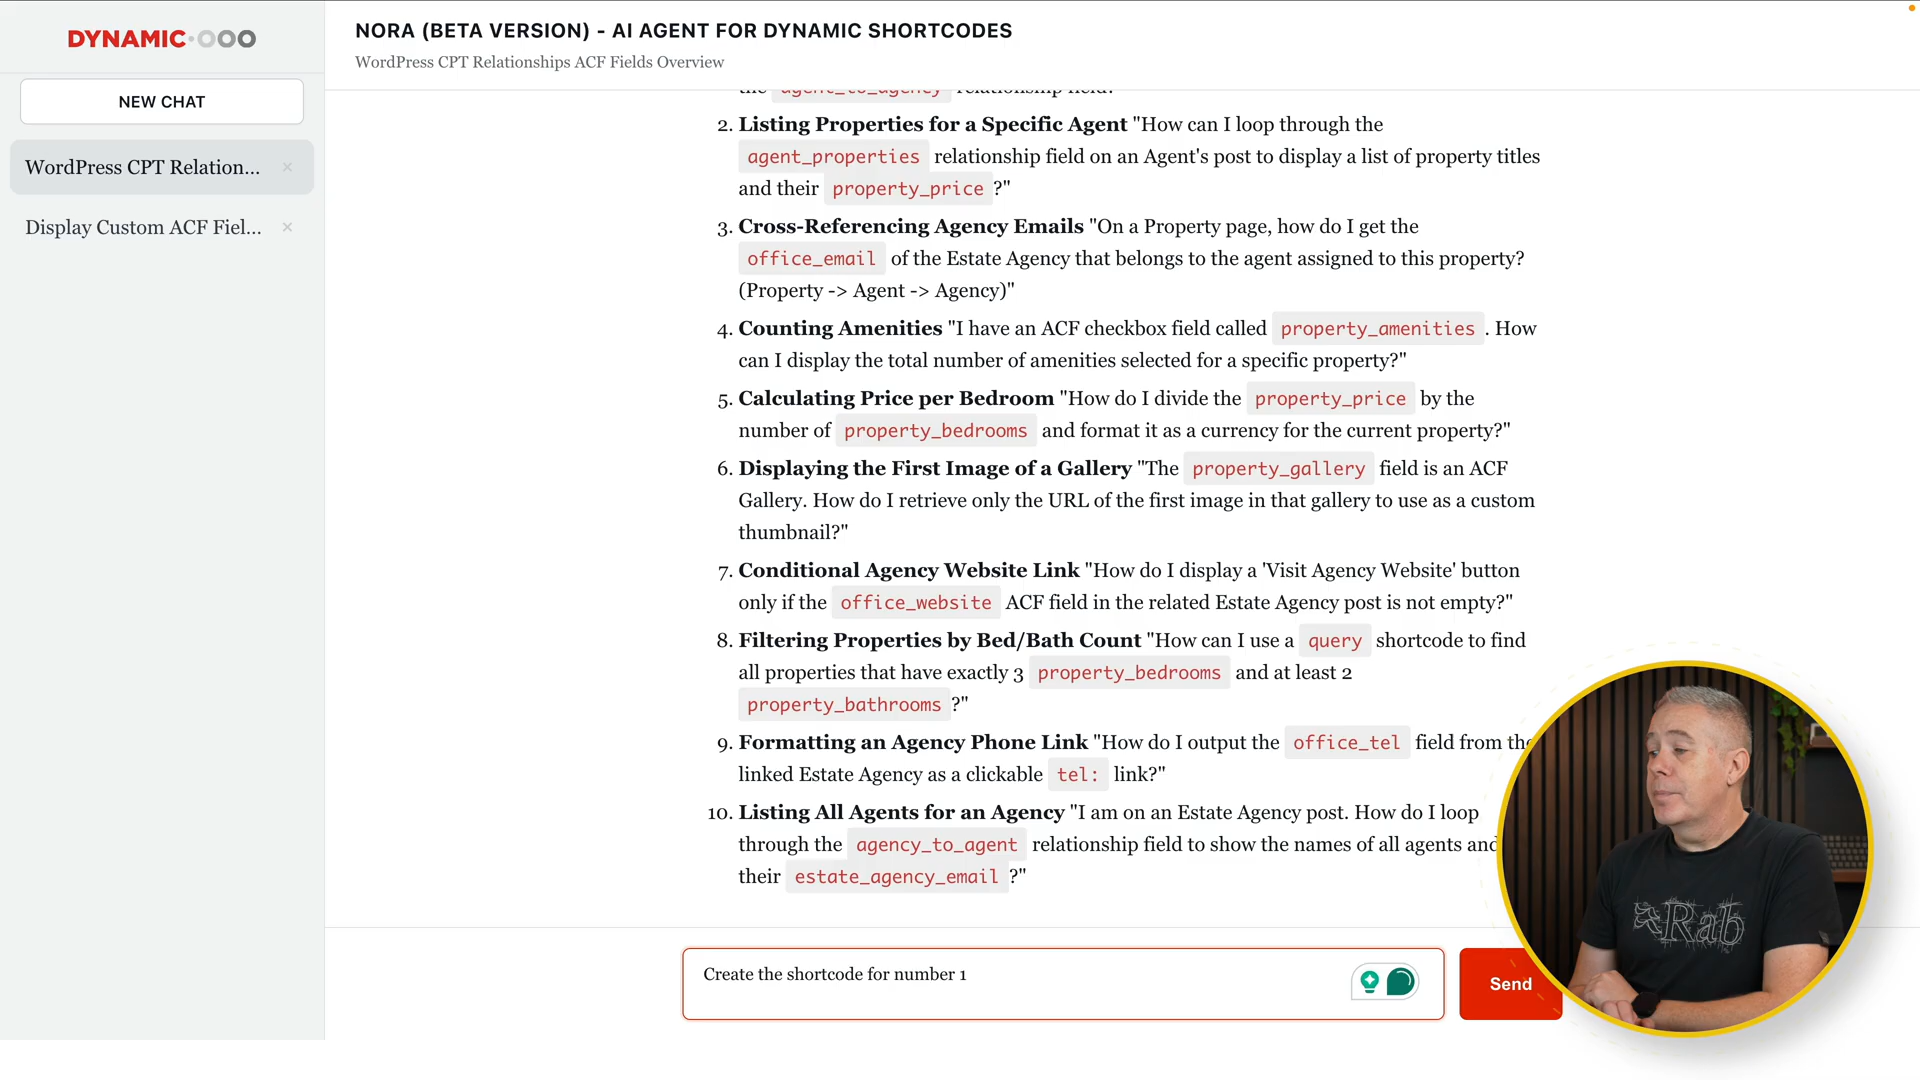 DYNAMIC
NEW CHAT
WordPress CPT Relation... ×
Display Custom ACF Fiel... ×
NORA (BETA VERSION) - AI AGENT FOR DYNAMIC SHORTCODES
WordPress CPT Relationships ACF Fields Overview
the agent_to_agency relationship field.
2. Listing Properties for a Specific Agent "How can I loop through the
agent_properties relationship field on an Agent's post to display a list of property titles
and their property_price ?"
3. Cross-Referencing Agency Emails "On a Property page, how do I get the
office_email of the Estate Agency that belongs to the agent assigned to this property?
(Property -> Agent -> Agency)"
4. Counting Amenities "I have an ACF checkbox field called property_amenities . How
can I display the total number of amenities selected for a specific property?"
5. Calculating Price per Bedroom "How do I divide the property_price by the
number of property_bedrooms and format it as a currency for the current property?"
6. Displaying the First Image of a Gallery "The property_gallery field is an ACF
Gallery. How do I retrieve only the URL of the first image in that gallery to use as a custom
thumbnail?"
7. Conditional Agency Website Link "How do I display a 'Visit Agency Website' button
only if the office_website ACF field in the related Estate Agency post is not empty?"
8. Filtering Properties by Bed/Bath Count "How can I use a query shortcode to find
all properties that have exactly 3 property_bedrooms and at least 2
property_bathrooms ?"
9. Formatting an Agency Phone Link "How do I output the office_tel field from the
linked Estate Agency as a clickable tel: link?"
10. Listing All Agents for an Agency "I am on an Estate Agency post. How do I loop
through the agency_to_agent relationship field to show the names of all agents and
their estate_agency_email ?"
Create the shortcode for number 1
Send
Rab